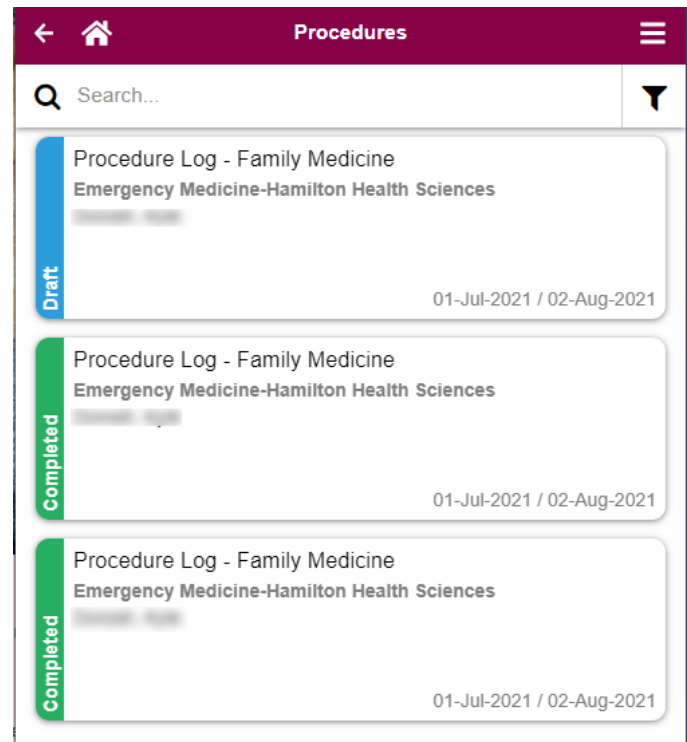 Procedures
Search...
Procedure Log - Family Medicine
Emergency Medicine-Hamilton Health Sciences
Draft
01-Jul-2021 / 02-Aug-2021
Procedure Log - Family Medicine
Emergency Medicine-Hamilton Health Sciences
Completed
01-Jul-2021 / 02-Aug-2021
Procedure Log - Family Medicine
Emergency Medicine-Hamilton Health Sciences
Completed
01-Jul-2021 / 02-Aug-2021